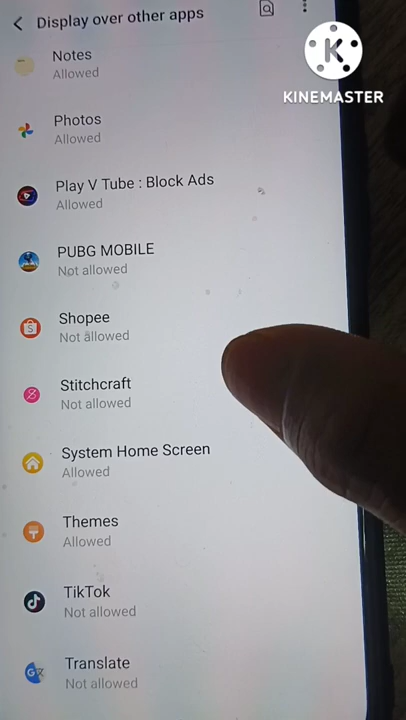 Display over other apps
KINEMASTER
Notes
Allowed
Photos
Allowed
Play V Tube : Block Ads
Allowed
PUBG MOBILE
Not allowed
Shopee
Not allowed
Stitchcraft
Not allowed
System Home Screen
Allowed
Themes
Allowed
TikTok
Not allowed
Translate
Not allowed